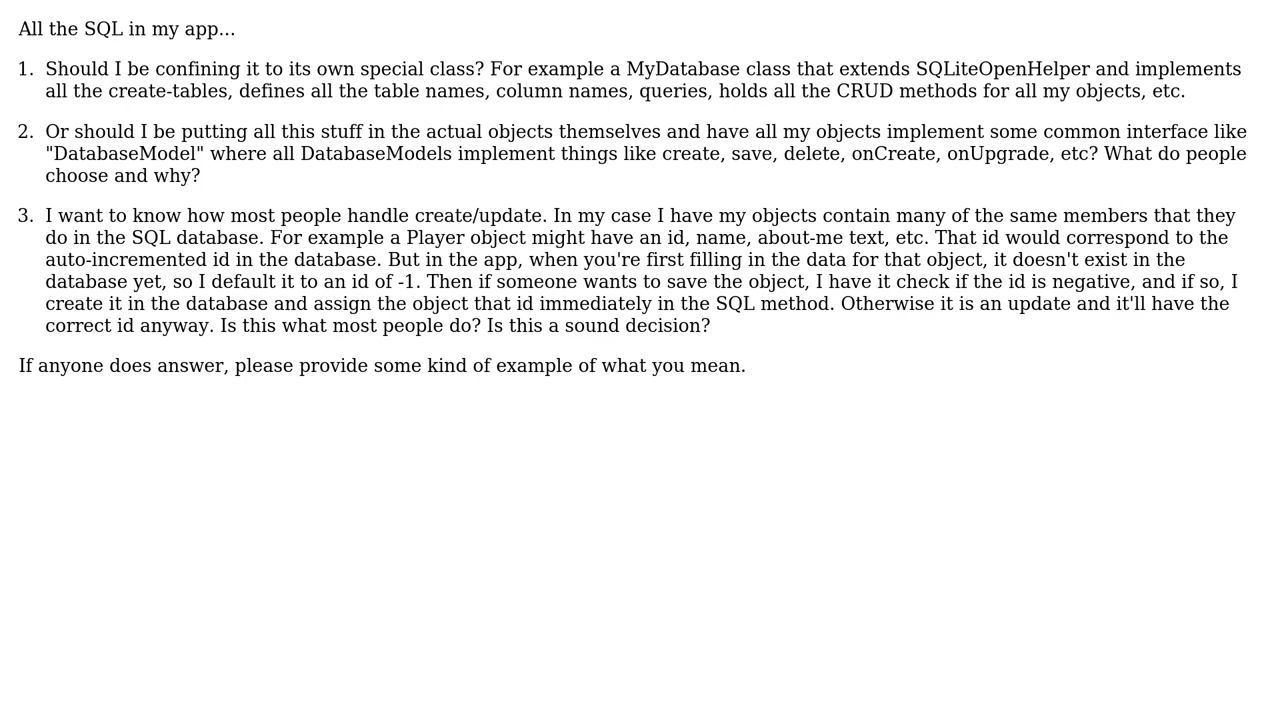 All the SQL in my app...
1. Should I be confining it to its own special class? For example a MyDatabase class that extends SQLiteOpenHelper and implements
all the create-tables, defines all the table names, column names, queries, holds all the CRUD methods for all my objects, etc.
2. Or should I be putting all this stuff in the actual objects themselves and have all my objects implement some common interface like
"DatabaseModel" where all DatabaseModels implement things like create, save, delete, onCreate, onUpgrade, etc? What do people
choose and why?
3. I want to know how most people handle create/update. In my case I have my objects contain many of the same members that they
do in the SQL database. For example a Player object might have an id, name, about-me text, etc. That id would correspond to the
auto-incremented id in the database. But in the app, when you're first filling in the data for that object, it doesn't exist in the
database yet, so I default it to an id of -1. Then if someone wants to save the object, I have it check if the id is negative, and if so, I
create it in the database and assign the object that id immediately in the SQL method. Otherwise it is an update and it'll have the
correct id anyway. Is this what most people do? Is this a sound decision?
If anyone does answer, please provide some kind of example of what you mean.